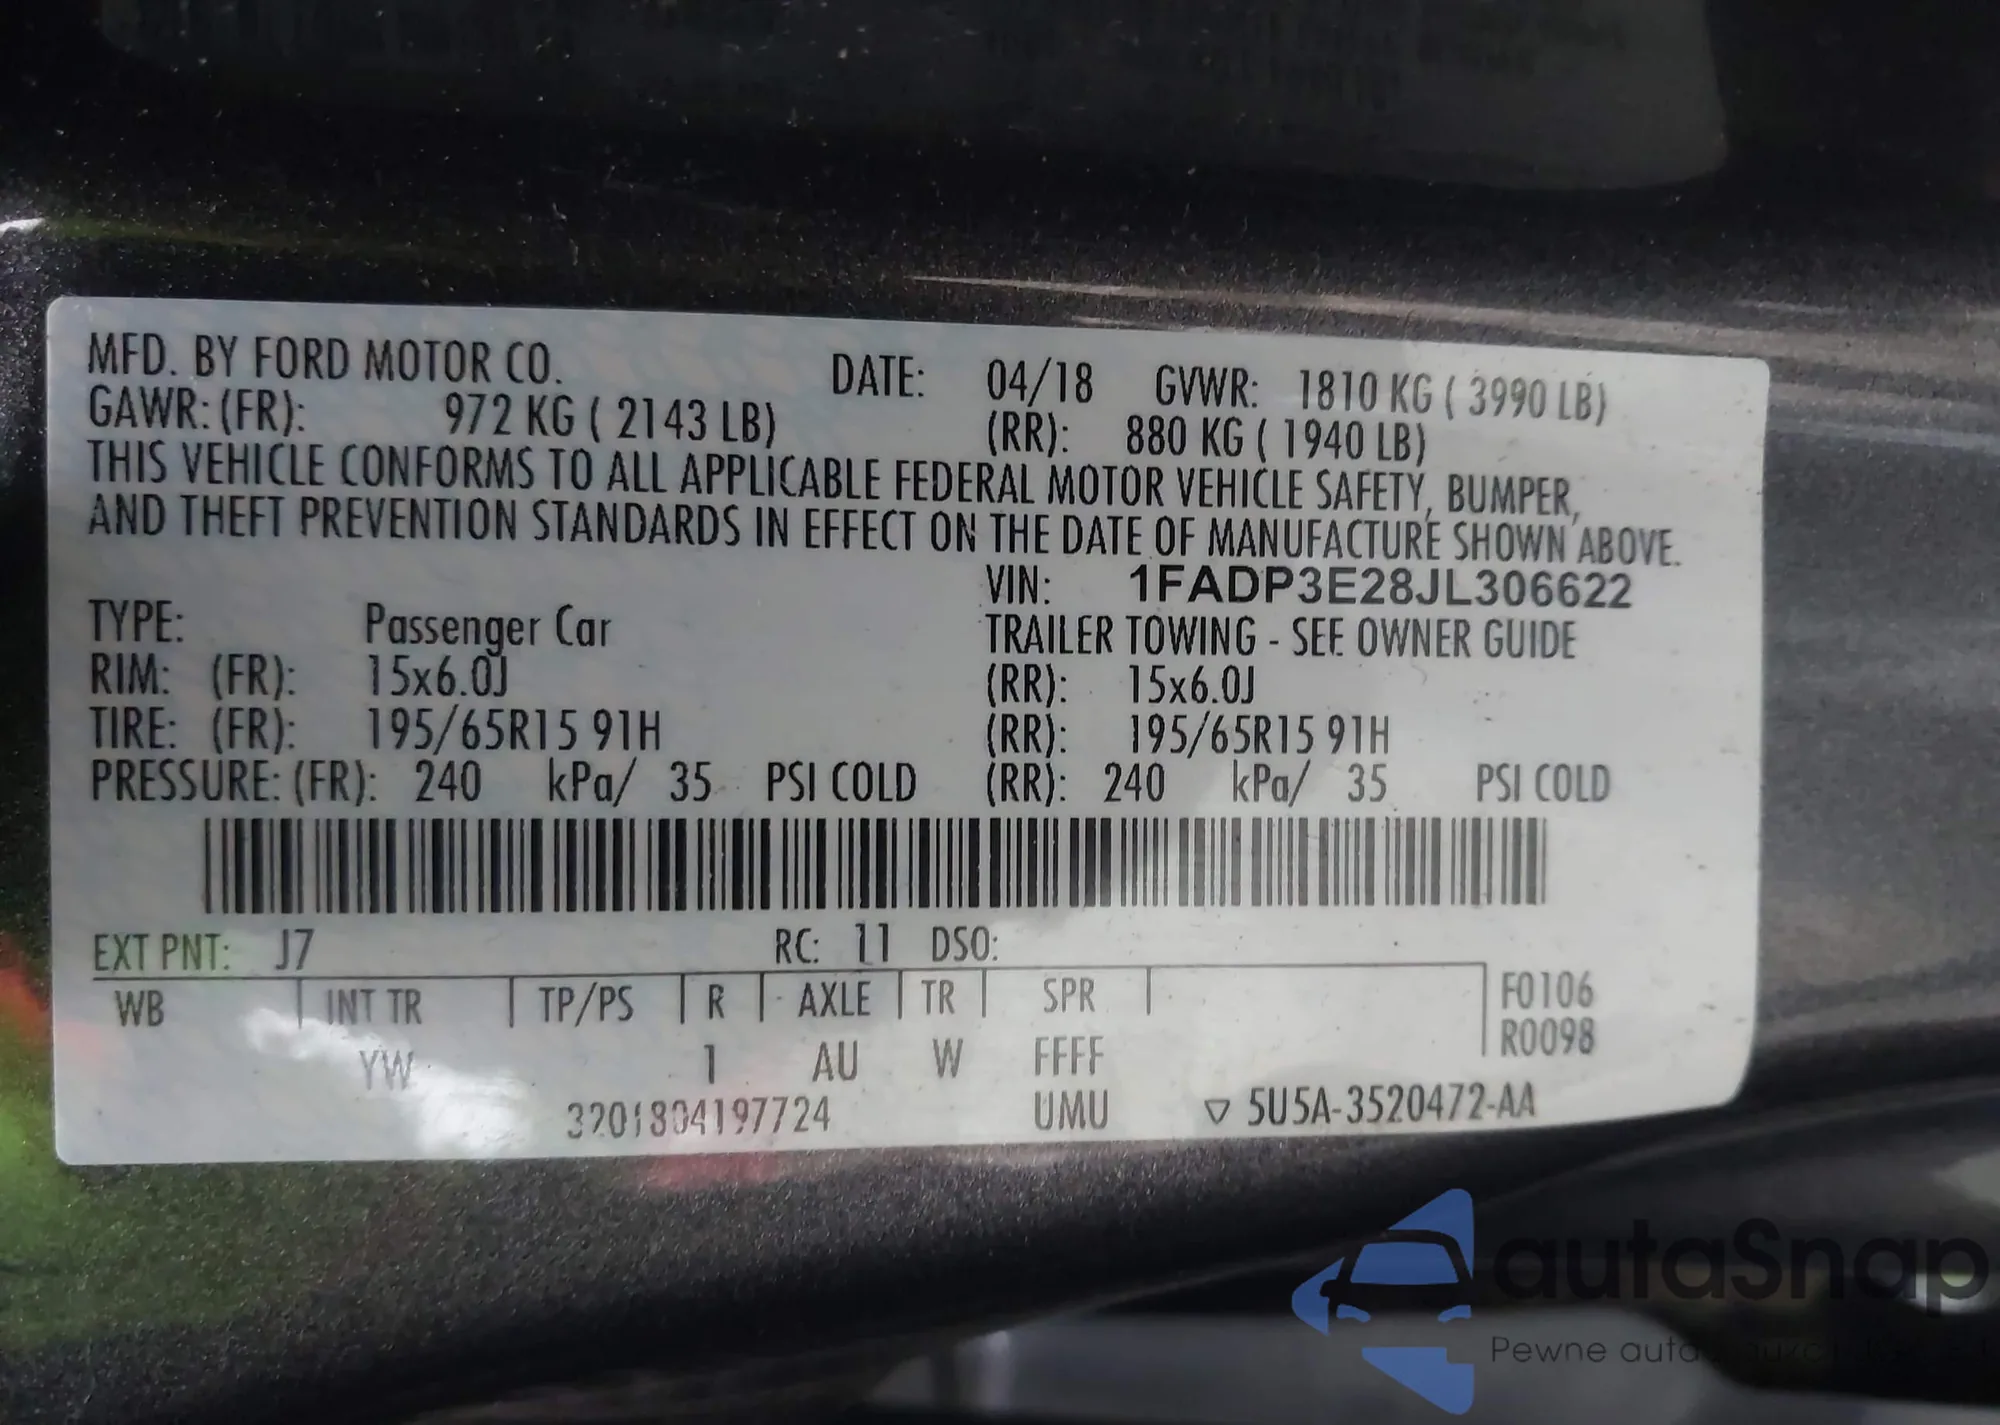 MFD. BY FORD MOTOR CO. DATE: 04/18 GVWR: 1810 KG ( 3990 LB)
GAWR: (FR): 972 KG ( 2143 LB) (RR): 880 KG ( 1940 LB)
THIS VEHICLE CONFORMS TO ALL APPLICABLE FEDERAL MOTOR VEHICLE SAFETY, BUMPER,
AND THEFT PREVENTION STANDARDS IN EFFECT ON THE DATE OF MANUFACTURE SHOWN ABOVE.
VIN: 1FADP3E28JL306622
TYPE: Passenger Car TRAILER TOWING - SEE OWNER GUIDE
RIM: (FR): 15x6.0J (RR): 15x6.0J
TIRE: (FR): 195/65R15 91H (RR): 195/65R15 91H
PRESSURE: (FR): 240 kPa/ 35 PSI COLD (RR): 240 kPa/ 35 PSI COLD
EXT PNT: J7 RC: 11 DSO:
WB INT TR TP/PS R AXLE TR SPR F0106
R0098
YW 1 AU W FFFF
3201804197724 UMU ▽ 5U5A-3520472-AA
autaSnap
Pewne auta